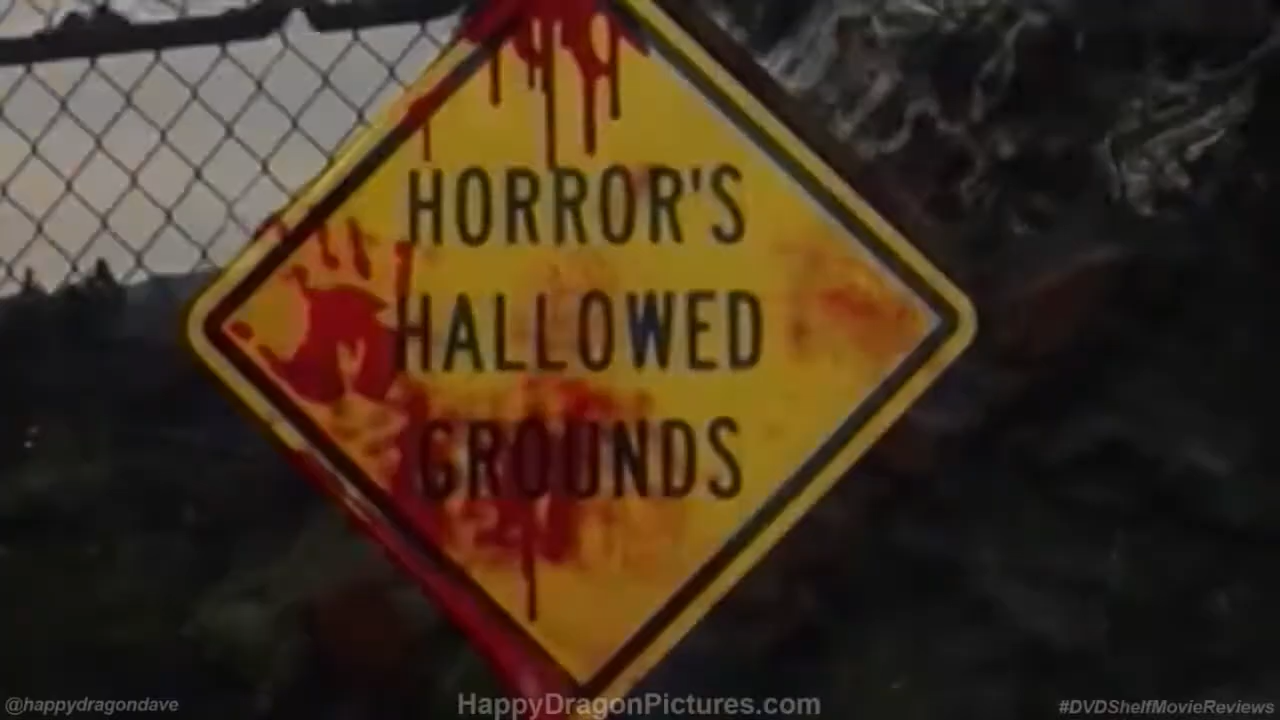 HORROR'S
HALLOWED
GROUNDS
@happydragondave
HappyDragonPictures.com
#DVDShelfMovieReviews